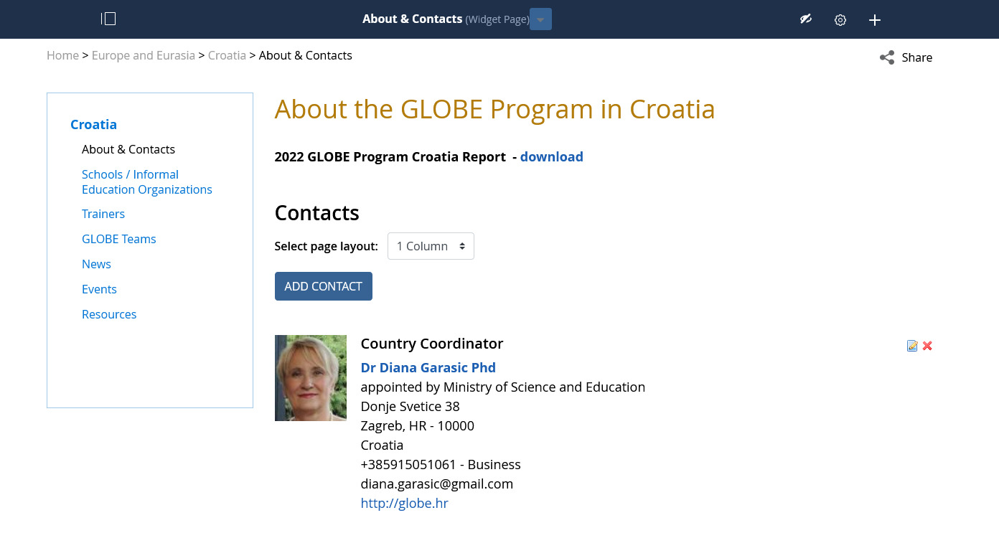 About & Contacts (Widget Page)
Home > Europe and Eurasia > Croatia > About & Contacts
Share
Croatia
About & Contacts
Schools / Informal
Education Organizations
Trainers
GLOBE Teams
News
Events
Resources
About the GLOBE Program in Croatia
2022 GLOBE Program Croatia Report - download
Contacts
Select page layout: 1 Column
ADD CONTACT
Country Coordinator
Dr Diana Garasic Phd
appointed by Ministry of Science and Education
Donje Svetice 38
Zagreb, HR - 10000
Croatia
+385915051061 - Business
diana.garasic@gmail.com
http://globe.hr